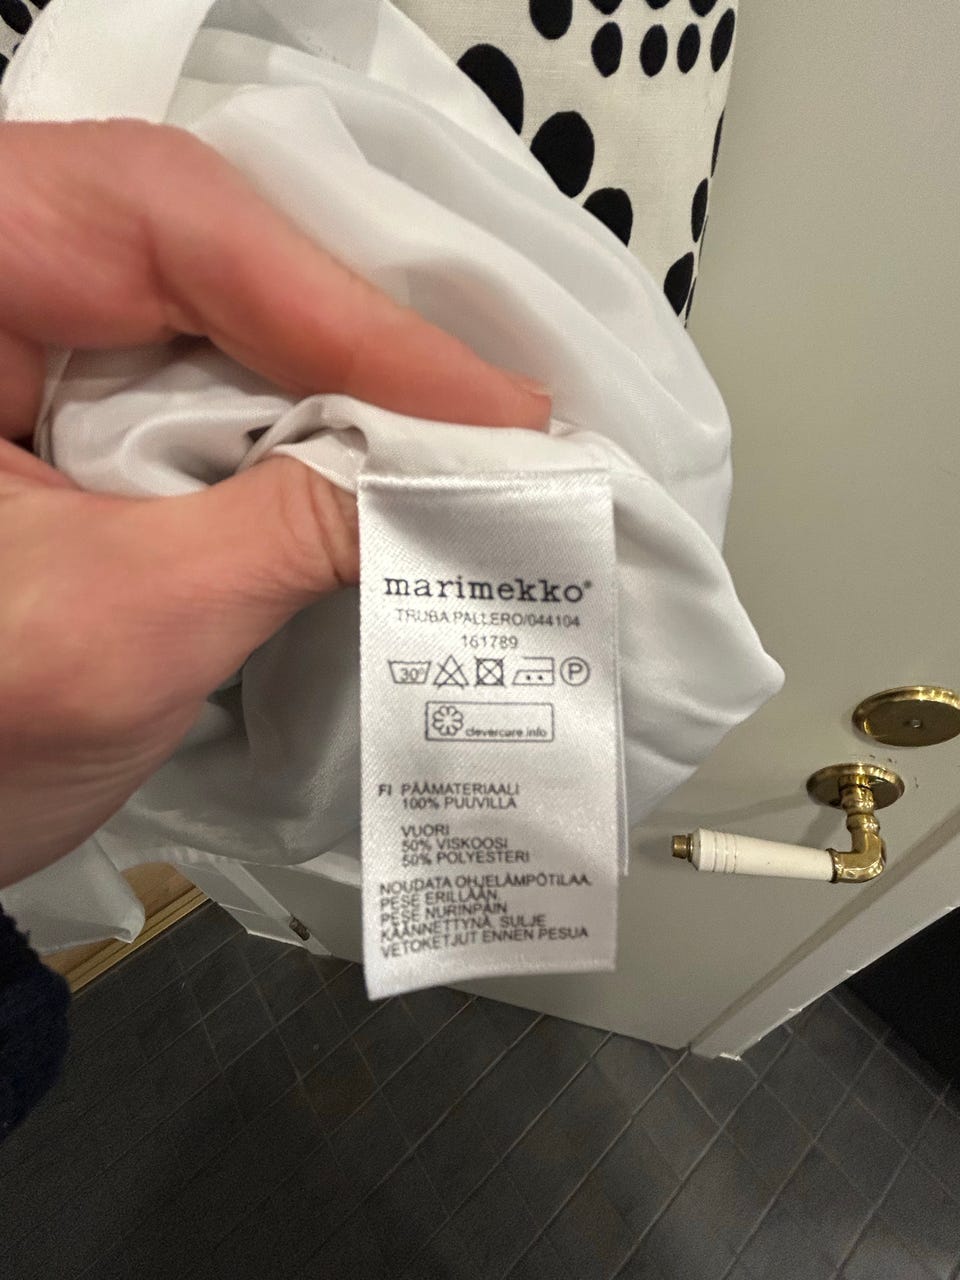 marimekko®
TRUBA PALLERO/044104
161789
30° P
clevercare.info
FI PÄÄMATERIAALI
100% PUUVILLA
VUORI
50% VISKOOSI
50% POLYESTERI
NOUDATA OHJELÄMPÖTILAA.
PESE ERILLÄÄN.
PESE NURINPÄIN
KÄÄNNETTYNÄ. SULJE
VETOKETJUT ENNEN PESUA